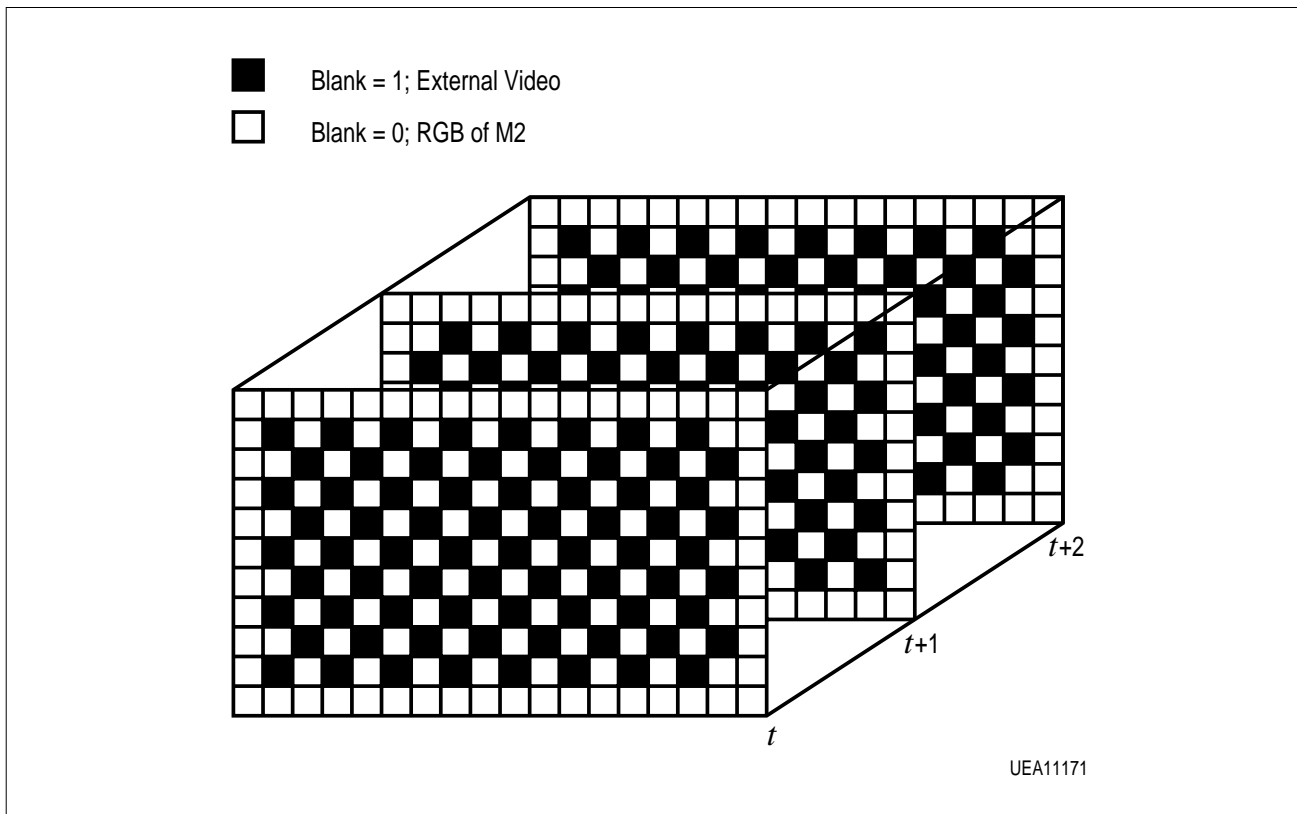 Blank = 1; External Video
Blank = 0; RGB of M2
t+2
t+1
t
UEA11171